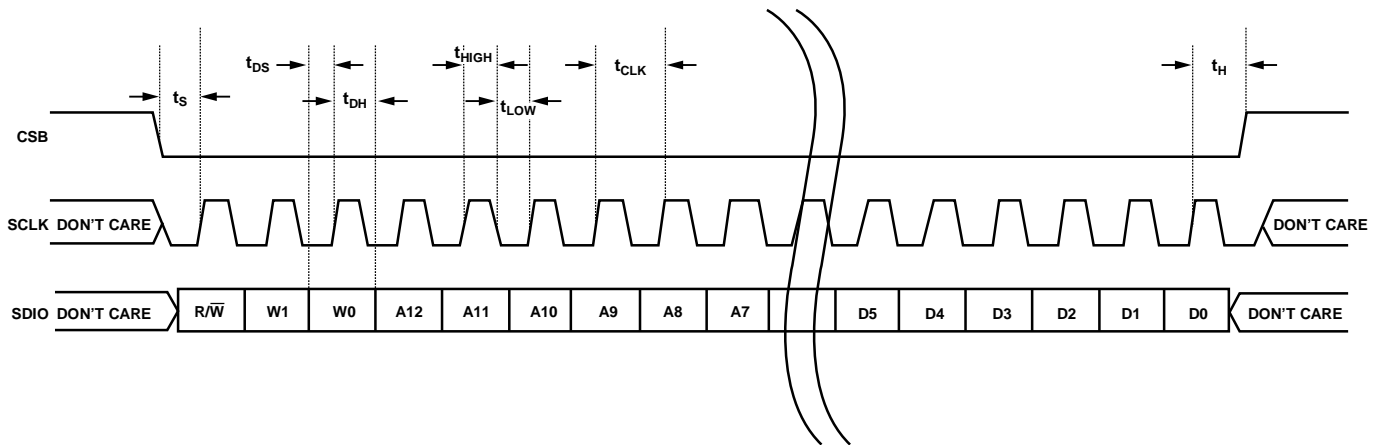 tS
tDS
tDH
tHIGH
tLOW
tCLK
tH
CSB
SCLK DON'T CARE
DON'T CARE
SDIO DON'T CARE
R/W̅ W1 W0 A12 A11 A10 A9 A8 A7 D5 D4 D3 D2 D1 D0
DON'T CARE